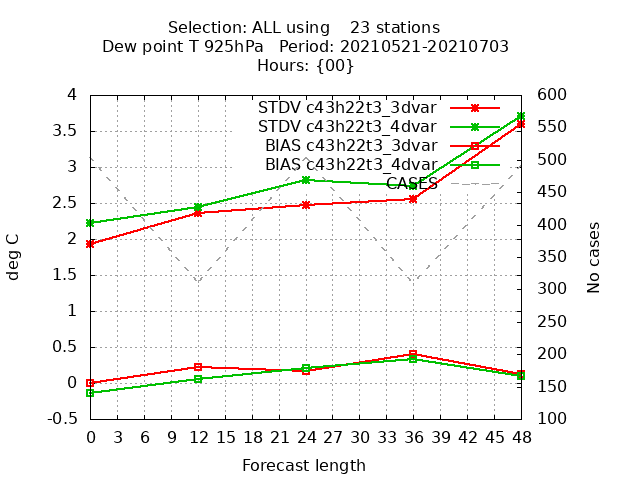 Selection: ALL using    23 stations
Dew point T 925hPa   Period: 20210521-20210703
Hours: {00}
4
3.5
3
2.5
2
1.5
1
0.5
0
-0.5
deg C
STDV c43h22t3_3dvar
STDV c43h22t3_4dvar
BIAS c43h22t3_3dvar
BIAS c43h22t3_4dvar
CASES
600
550
500
450
400
350
300
250
200
150
100
No cases
0 3 6 9 12 15 18 21 24 27 30 33 36 39 42 45 48
Forecast length